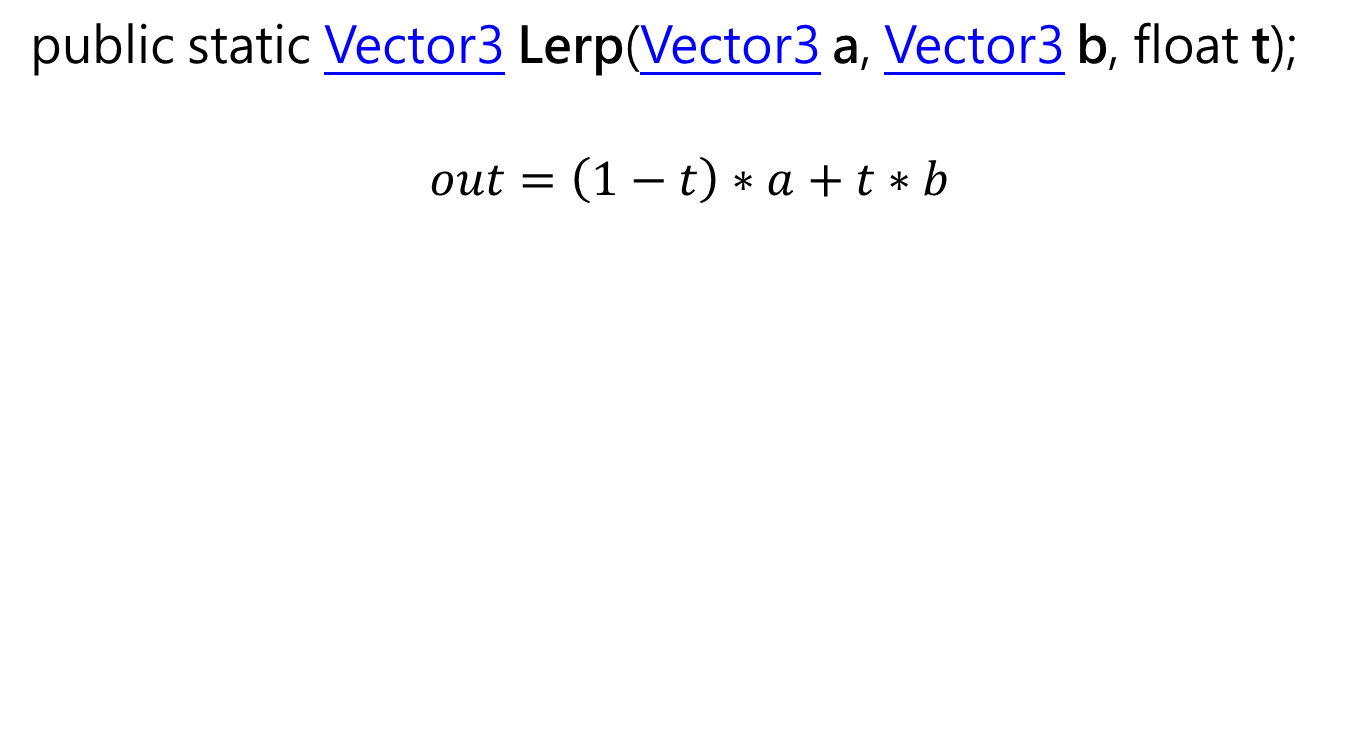 public static Vector3 Lerp(Vector3 a, Vector3 b, float t);
out = (1 − t) ∗ a + t ∗ b